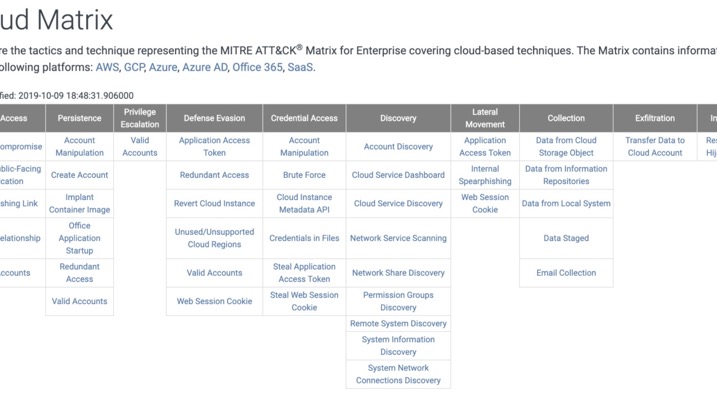 ud Matrix
re the tactics and technique representing the MITRE ATT&CK® Matrix for Enterprise covering cloud-based techniques. The Matrix contains informat
ollowing platforms: AWS, GCP, Azure, Azure AD, Office 365, SaaS.
fied: 2019-10-09 18:48:31.906000
Access
ompromise
blic-Facing
cation
shing Link
elationship
ccounts
Persistence
Account
Manipulation
Create Account
Implant
Container Image
Office
Application
Startup
Redundant
Access
Valid Accounts
Privilege
Escalation
Valid
Accounts
Defense Evasion
Application Access
Token
Redundant Access
Revert Cloud Instance
Unused/Unsupported
Cloud Regions
Valid Accounts
Web Session Cookie
Credential Access
Account
Manipulation
Brute Force
Cloud Instance
Metadata API
Credentials in Files
Steal Application
Access Token
Steal Web Session
Cookie
Discovery
Account Discovery
Cloud Service Dashboard
Cloud Service Discovery
Network Service Scanning
Network Share Discovery
Permission Groups
Discovery
Remote System Discovery
System Information
Discovery
System Network
Connections Discovery
Lateral
Movement
Application
Access Token
Internal
Spearphishing
Web Session
Cookie
Collection
Data from Cloud
Storage Object
Data from Information
Repositories
Data from Local System
Data Staged
Email Collection
Exfiltration
Transfer Data to
Cloud Account
Im
Res
Hij